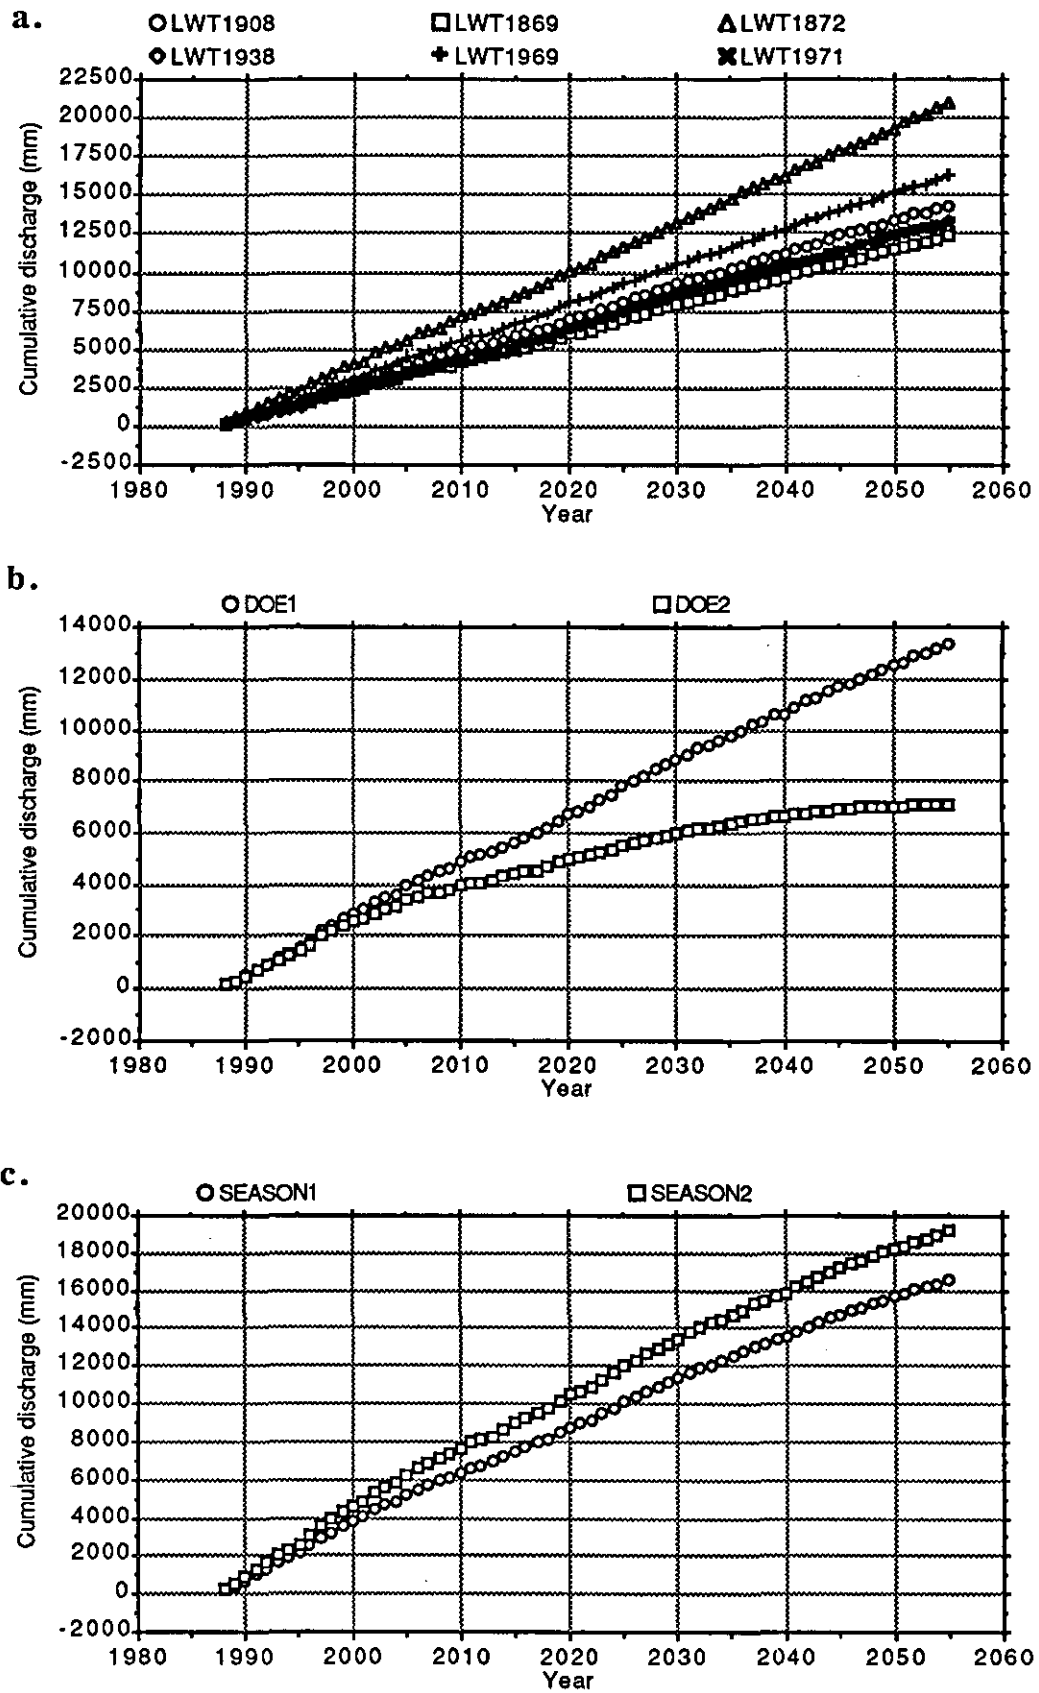 a.
LWT1908 LWT1869 LWT1872
LWT1938 LWT1969 LWT1971
22500
20000
17500
15000
12500
10000
7500
5000
2500
0
-2500
Cumulative discharge (mm)
1980 1990 2000 2010 2020 2030 2040 2050 2060
Year
b.
DOE1 DOE2
14000
12000
10000
8000
6000
4000
2000
0
-2000
Cumulative discharge (mm)
1980 1990 2000 2010 2020 2030 2040 2050 2060
Year
c.
SEASON1 SEASON2
20000
18000
16000
14000
12000
10000
8000
6000
4000
2000
0
-2000
Cumulative discharge (mm)
1980 1990 2000 2010 2020 2030 2040 2050 2060
Year